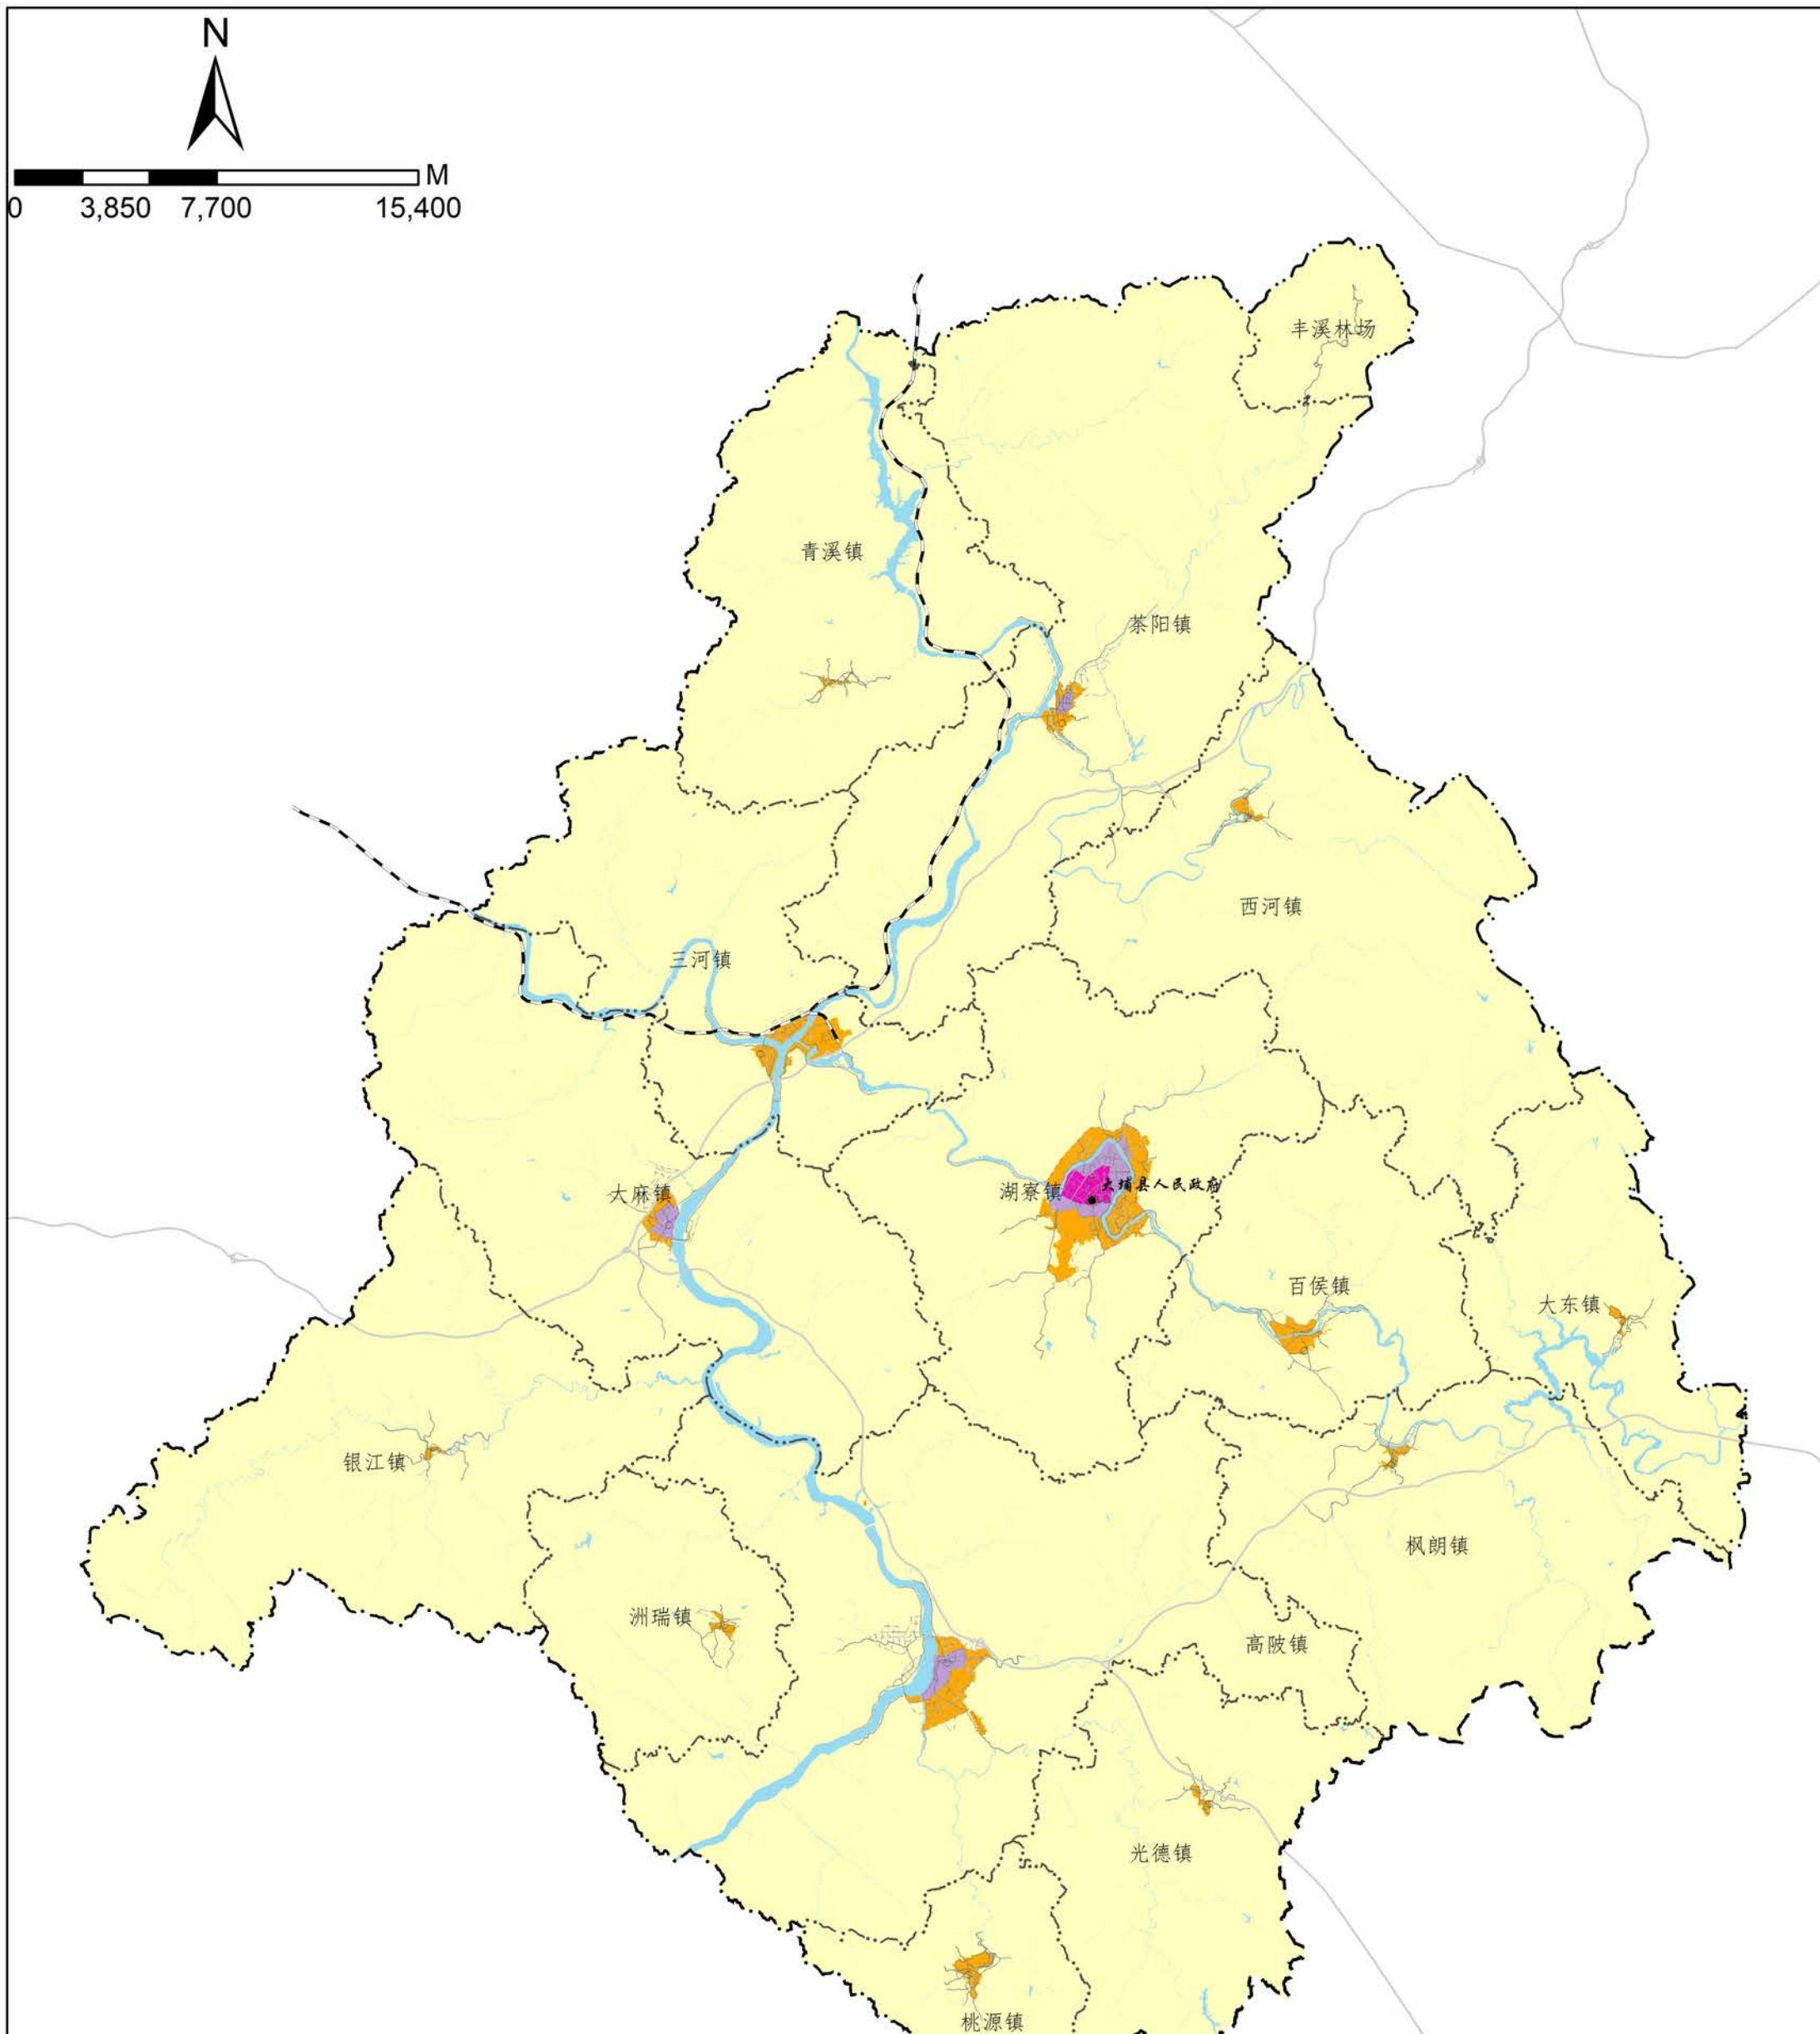 N
M
0 3,850 7,700 15,400
丰溪林场
青溪镇
茶阳镇
西河镇
三河镇
大麻镇
湖寮镇
大埔县人民政府
百侯镇
大东镇
银江镇
枫朗镇
洲瑞镇
高陂镇
光德镇
桃源镇